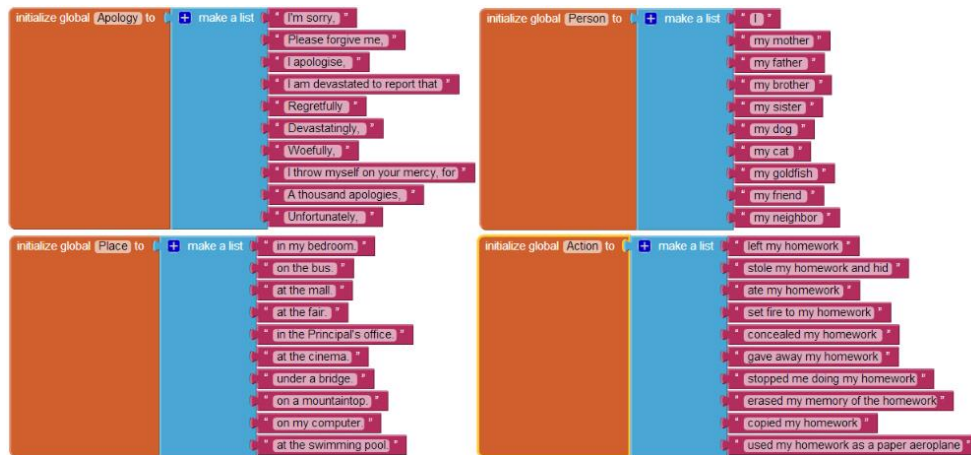 initialize global Apology to make a list " I'm sorry, "
" Please forgive me, "
" I apologise, "
" I am devastated to report that "
" Regretfully "
" Devastatingly, "
" Woefully, "
" I throw myself on your mercy, for "
" A thousand apologies, "
" Unfortunately, "
initialize global Person to make a list " I "
" my mother "
" my father "
" my brother "
" my sister "
" my dog "
" my cat "
" my goldfish "
" my friend "
" my neighbor "
initialize global Place to make a list " in my bedroom. "
" on the bus. "
" at the mall. "
" at the fair. "
" in the Principal's office. "
" at the cinema. "
" under a bridge. "
" on a mountaintop. "
" on my computer. "
" at the swimming pool. "
initialize global Action to make a list " left my homework "
" stole my homework and hid "
" ate my homework "
" set fire to my homework "
" concealed my homework "
" gave away my homework "
" stopped me doing my homework "
" erased my memory of the homework "
" copied my homework "
" used my homework as a paper aeroplane "